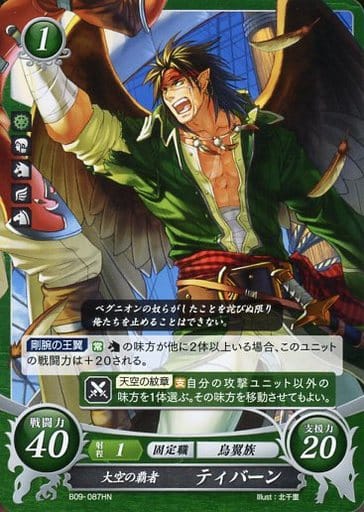 1
ベグニオンの奴らがしたことを詫びぬ限り
俺たちを止めることはできない。
剛腕の王翼 常 の味方が他に2体以上いる場合、このユニット
の戦闘力は+20される。
天空の紋章 支 自分の攻撃ユニット以外の
味方を1体選ぶ。その味方を移動させてもよい。
戦闘力
40
射程 1
固定職
鳥翼族
支援力
20
大空の覇者 ティバーン
B09-087HN
Illust：北千里